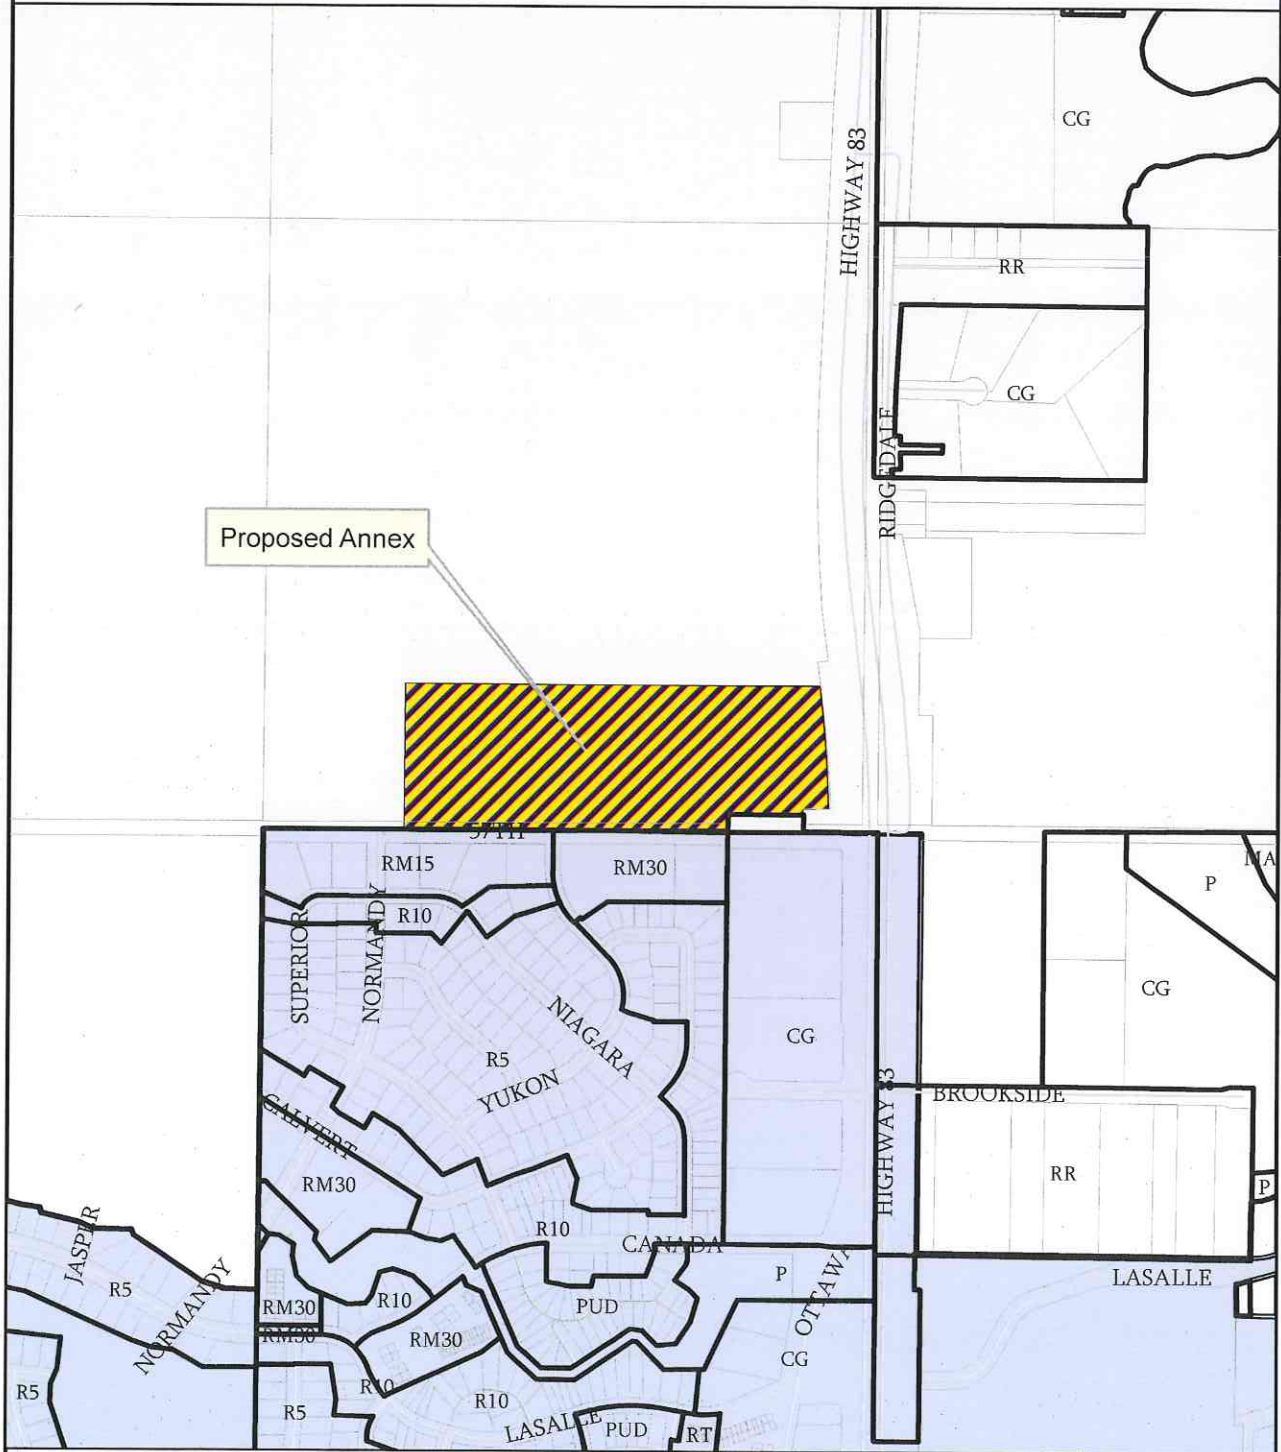 CG
HIGHWAY 83
RR
CG
RIDGEDALE
Proposed Annex
57TH
RM15
RM30
MA
P
R10
SUPERIOR
NORMANDY
CG
NIAGARA
CG
R5
YUKON
HIGHWAY 83
BROOKSIDE
CALVERT
RM30
RR
P
JASPER
R10
CANADA
OTTAWA
P
LASALLE
R5
NORMANDY
RM30
R10
PUD
RM30
RM30
CG
R5
R10
R10
R5
LASALLE
PUD
RT